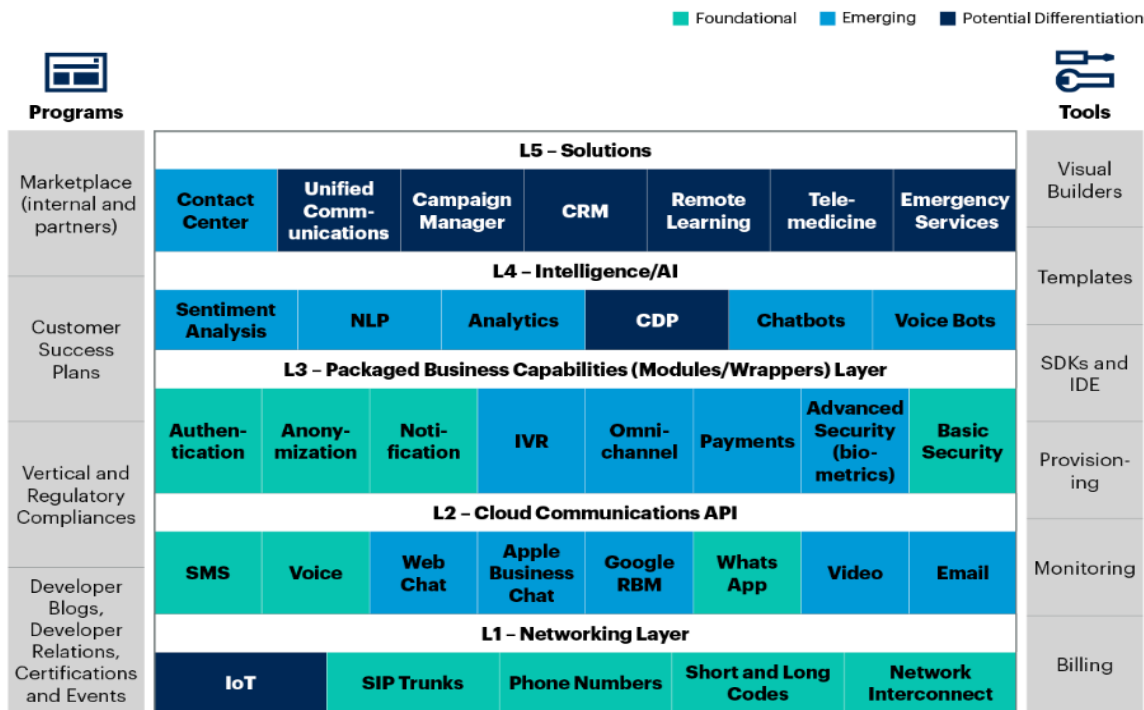 Foundational
Emerging
Potential Differentiation
Programs
Marketplace
(internal and
partners)
Customer
Success
Plans
Vertical and
Regulatory
Compliances
Developer
Blogs,
Developer
Relations,
Certifications
and Events
L5 – Solutions
Contact
Center
Unified
Comm-
unications
Campaign
Manager
CRM
Remote
Learning
Tele-
medicine
Emergency
Services
L4 – Intelligence/AI
Sentiment
Analysis
NLP
Analytics
CDP
Chatbots
Voice Bots
L3 – Packaged Business Capabilities (Modules/Wrappers) Layer
Authen-
tication
Anony-
mization
Noti-
fication
IVR
Omni-
channel
Payments
Advanced
Security
(bio-
metrics)
Basic
Security
L2 – Cloud Communications API
SMS
Voice
Web
Chat
Apple
Business
Chat
Google
RBM
Whats
App
Video
Email
L1 – Networking Layer
IoT
SIP Trunks
Phone Numbers
Short and Long
Codes
Network
Interconnect
Tools
Visual
Builders
Templates
SDKs and
IDE
Provision-
ing
Monitoring
Billing